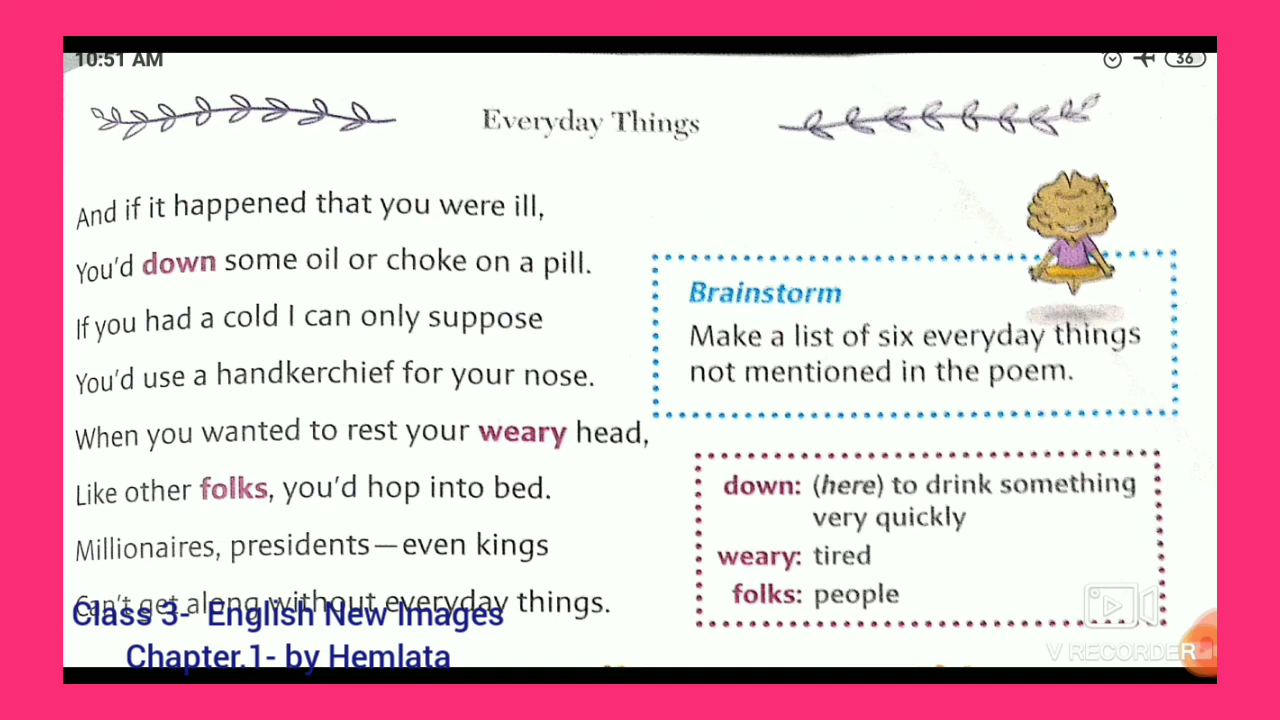 10:51 AM
36
Everyday Things
And if it happened that you were ill,
You'd down some oil or choke on a pill.
If you had a cold I can only suppose
You'd use a handkerchief for your nose.
When you wanted to rest your weary head,
Like other folks, you'd hop into bed.
Millionaires, presidents—even kings
Can't get along without everyday things.
Brainstorm
Make a list of six everyday things
not mentioned in the poem.
down: (here) to drink something
very quickly
weary: tired
folks: people
Class 3- English New Images
Chapter.1- by Hemlata
V RECORDER